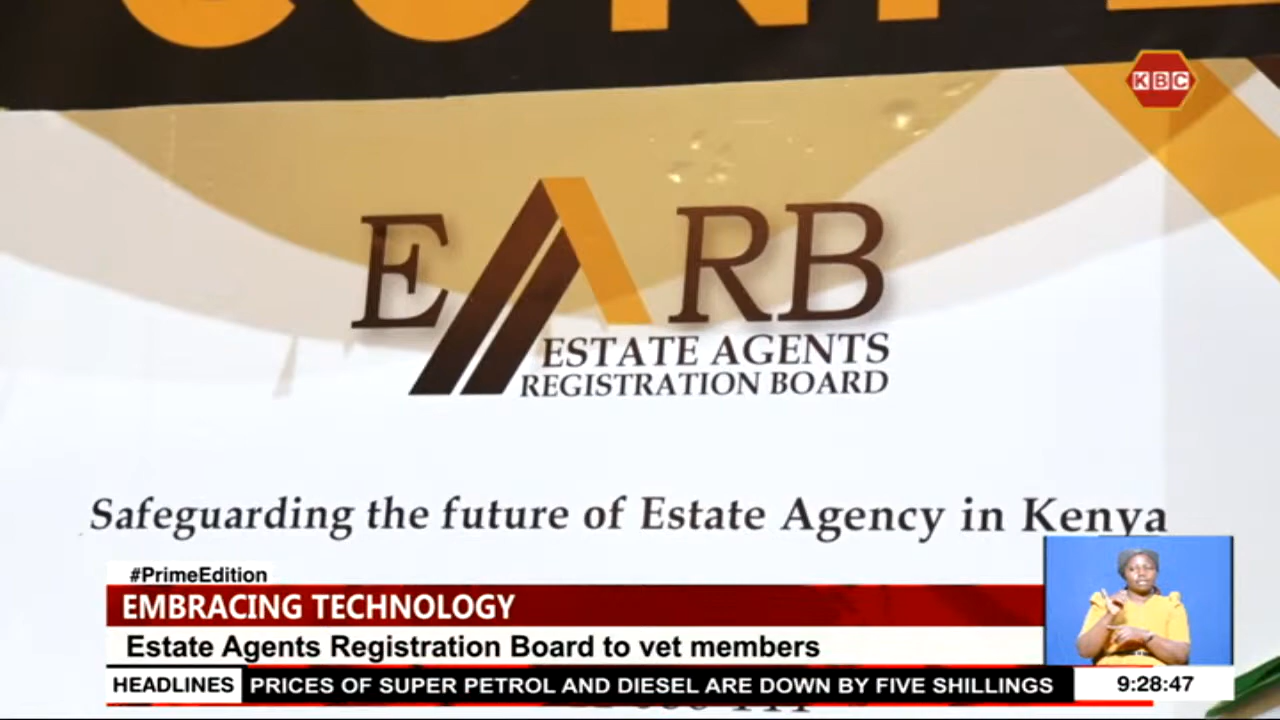 KBC
EARB
ESTATE AGENTS
REGISTRATION BOARD
Safeguarding the future of Estate Agency in Kenya
#PrimeEdition
EMBRACING TECHNOLOGY
Estate Agents Registration Board to vet members
HEADLINES PRICES OF SUPER PETROL AND DIESEL ARE DOWN BY FIVE SHILLINGS 9:28:47